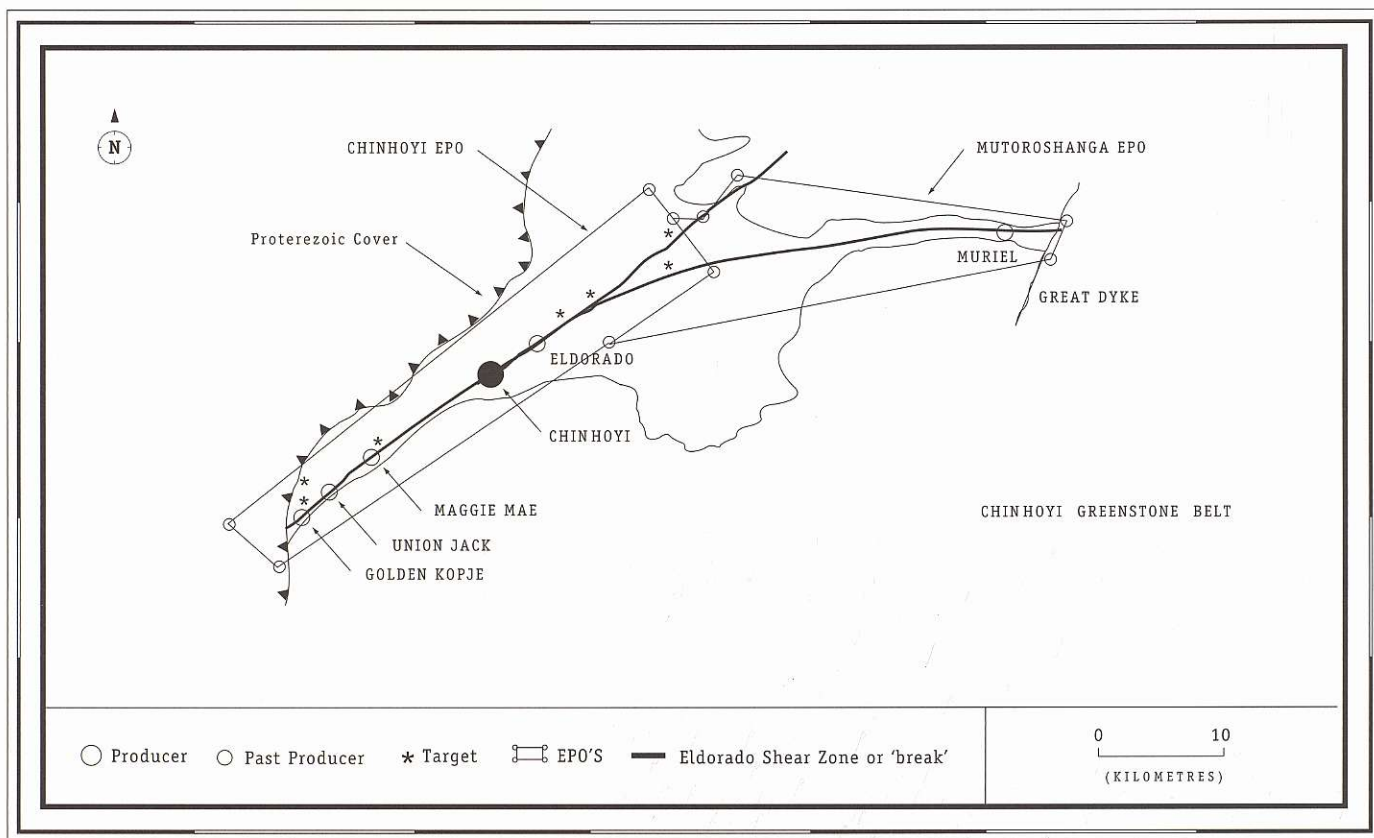 N
CHINHOYI EPO
MUTOROSHANGA EPO
Proterezoic Cover
*
*
MURIEL
*
*
GREAT DYKE
ELDORADO
CHINHOYI
*
*
*
MAGGIE MAE
CHINHOYI GREENSTONE BELT
UNION JACK
GOLDEN KOPJE
Producer
Past Producer
* Target
EPO'S
Eldorado Shear Zone or 'break'
0 10
(KILOMETRES)